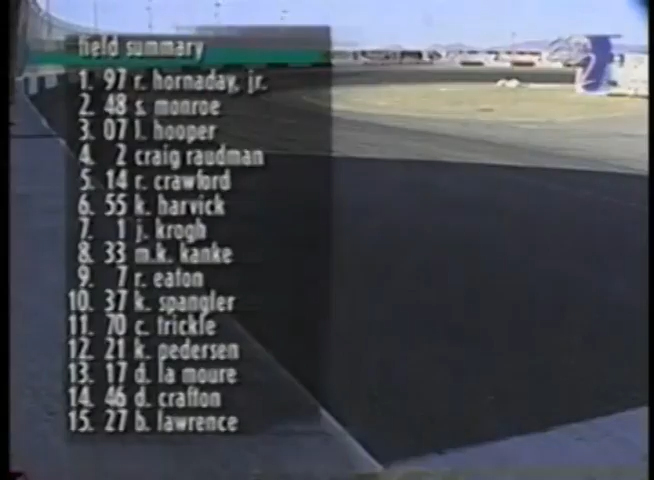 field summary
1. 97 r. hornaday, jr.
2. 48 s. monroe
3. 07 l. hooper
4. 2 craig raudman
5. 14 r. crawford
6. 55 k. harvick
7. 1 j. krogh
8. 33 m.k. kanke
9. 7 r. eaton
10. 37 k. spangler
11. 70 c. trickle
12. 21 k. pedersen
13. 17 d. la moure
14. 46 d. crafton
15. 27 b. lawrence
2